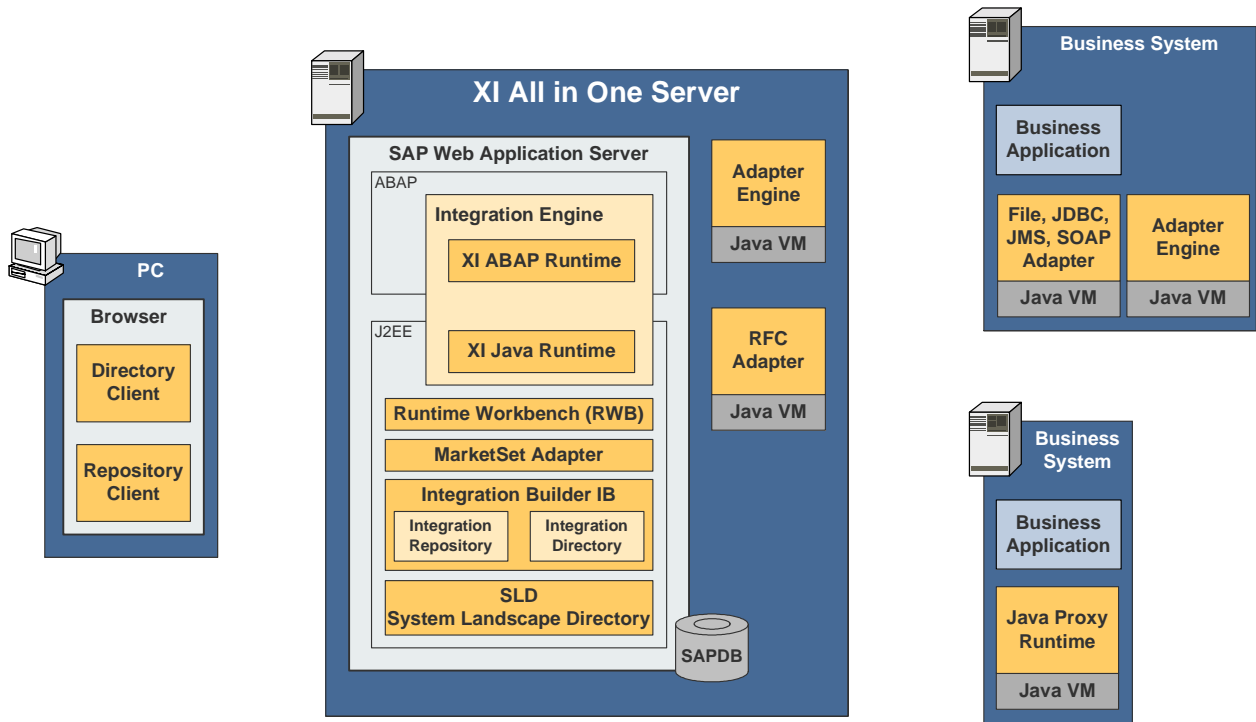 PC
Browser
Directory
Client
Repository
Client
XI All in One Server
SAP Web Application Server
ABAP
Integration Engine
XI ABAP Runtime
J2EE
XI Java Runtime
Runtime Workbench (RWB)
MarketSet Adapter
Integration Builder IB
Integration
Repository
Integration
Directory
SLD
System Landscape Directory
SAPDB
Adapter
Engine
Java VM
RFC
Adapter
Java VM
Business System
Business
Application
File, JDBC,
JMS, SOAP
Adapter
Java VM
Adapter
Engine
Java VM
Business
System
Business
Application
Java Proxy
Runtime
Java VM